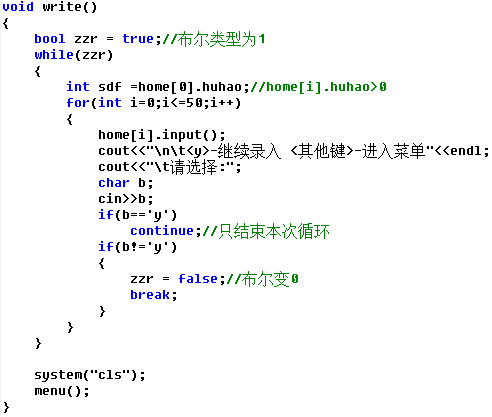 void write()
{
    bool zzr = true;//布尔类型为1
    while(zzr)
    {
        int sdf =home[0].huhao;//home[i].huhao>0
        for(int i=0;i<=50;i++)
        {
            home[i].input();
            cout<<"\n\t<y>-继续录入 <其他键>-进入菜单"<<endl;
            cout<<"\t请选择:";
            char b;
            cin>>b;
            if(b=='y')
                continue;//只结束本次循环
            if(b!='y')
            {
                zzr = false;//布尔变0
                break;
            }
        }
    }

    system("cls");
    menu();
}